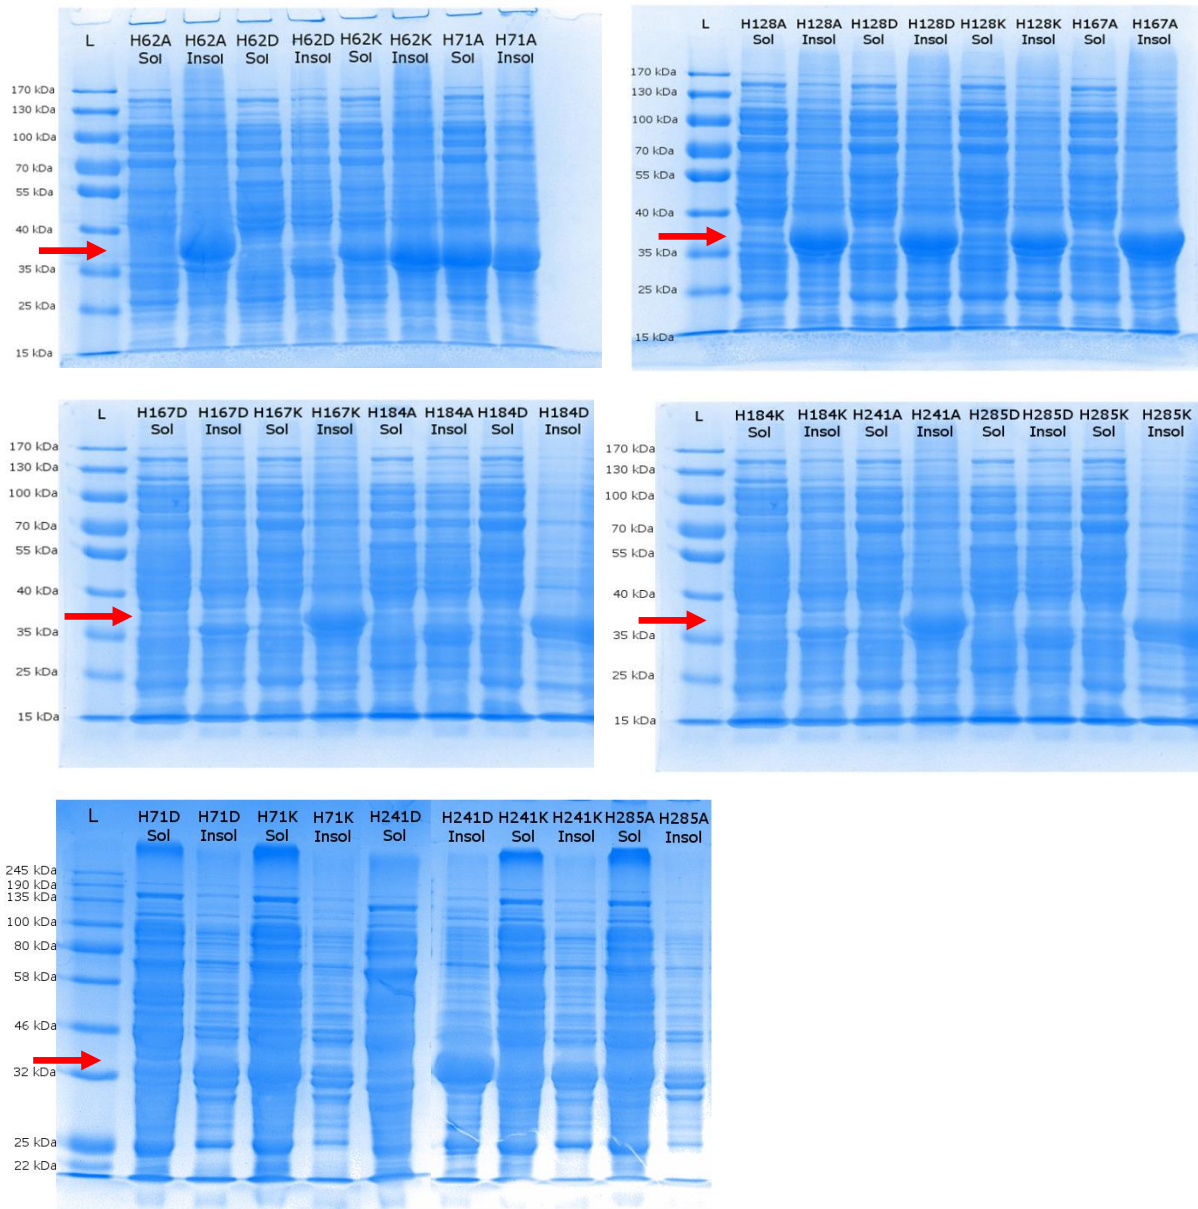 L H62A H62A H62D H62D H62K H62K H71A H71A
Sol Insol Sol Insol Sol Insol Sol Insol
170 kDa
130 kDa
100 kDa
70 kDa
55 kDa
40 kDa
35 kDa
25 kDa
15 kDa
L H128A H128A H128D H128D H128K H128K H167A H167A
Sol Insol Sol Insol Sol Insol Sol Insol
170 kDa
130 kDa
100 kDa
70 kDa
55 kDa
40 kDa
35 kDa
25 kDa
15 kDa
L H167D H167D H167K H167K H184A H184A H184D H184D
Sol Insol Sol Insol Sol Insol Sol Insol
170 kDa
130 kDa
100 kDa
70 kDa
55 kDa
40 kDa
35 kDa
25 kDa
15 kDa
L H184K H184K H241A H241A H285D H285D H285K H285K
Sol Insol Sol Insol Sol Insol Sol Insol
170 kDa
130 kDa
100 kDa
70 kDa
55 kDa
40 kDa
35 kDa
25 kDa
15 kDa
L H71D H71D H71K H71K H241D H241D H241K H241K H285A H285A
Sol Insol Sol Insol Sol Insol Sol Insol Sol Insol
245 kDa
190 kDa
135 kDa
100 kDa
80 kDa
58 kDa
46 kDa
32 kDa
25 kDa
22 kDa